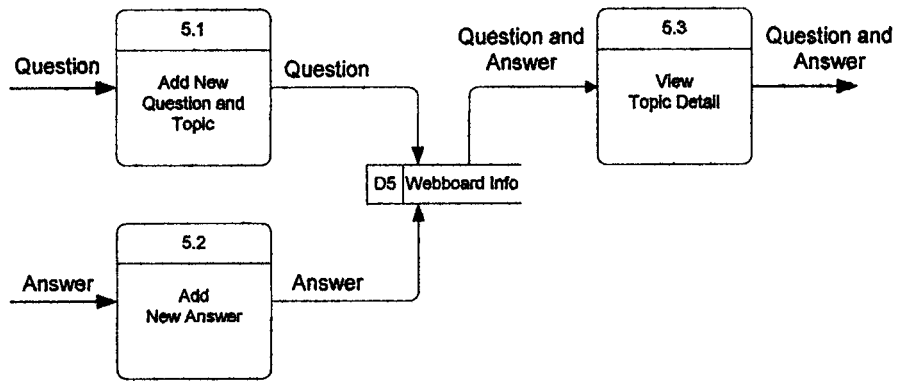 5.1
Question
Add New
Question and
Topic
Question
Question and
Answer
5.3
View
Topic Detail
Question and
Answer
D5 Webboard Info
5.2
Answer
Add
New Answer
Answer